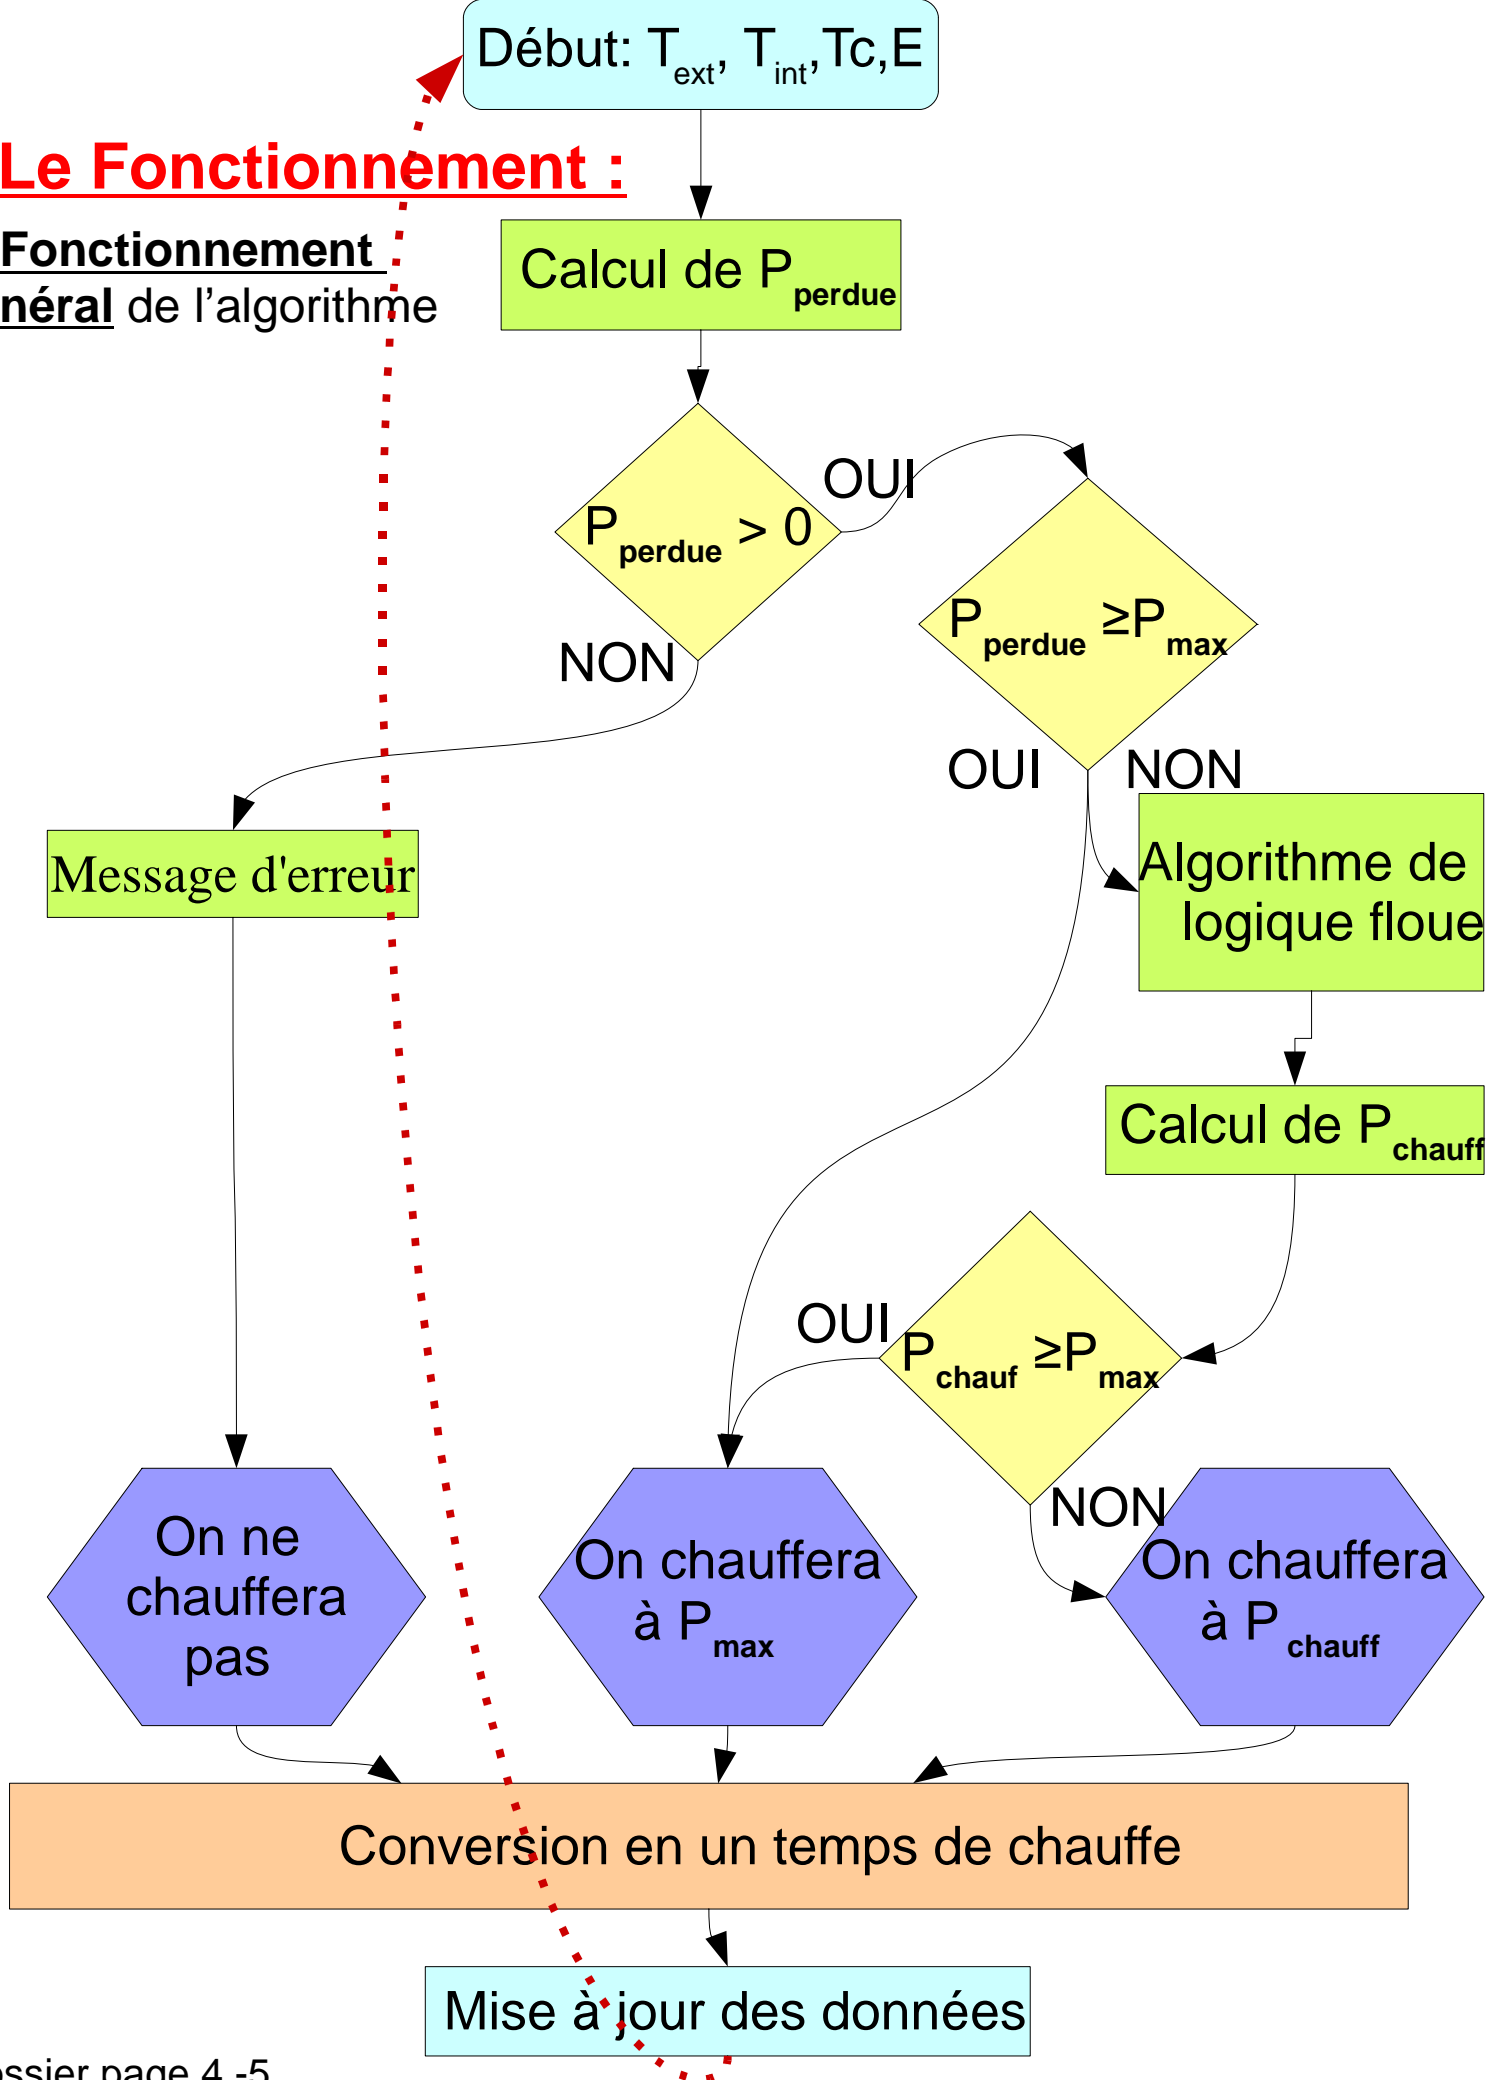 Début: Text, Tint,Tc,E
Le Fonctionnement :
Fonctionnement
néral de l'algorithme
Calcul de Pperdue
OUI
Pperdue > 0
NON
Pperdue ≥Pmax
OUI
NON
Message d'erreur
Algorithme de
logique floue
Calcul de Pchauff
OUI
Pchauf ≥Pmax
NON
On ne
chauffera
pas
On chauffera
à Pmax
On chauffera
à P chauff
Conversion en un temps de chauffe
Mise à jour des données
ossier page 4 -5